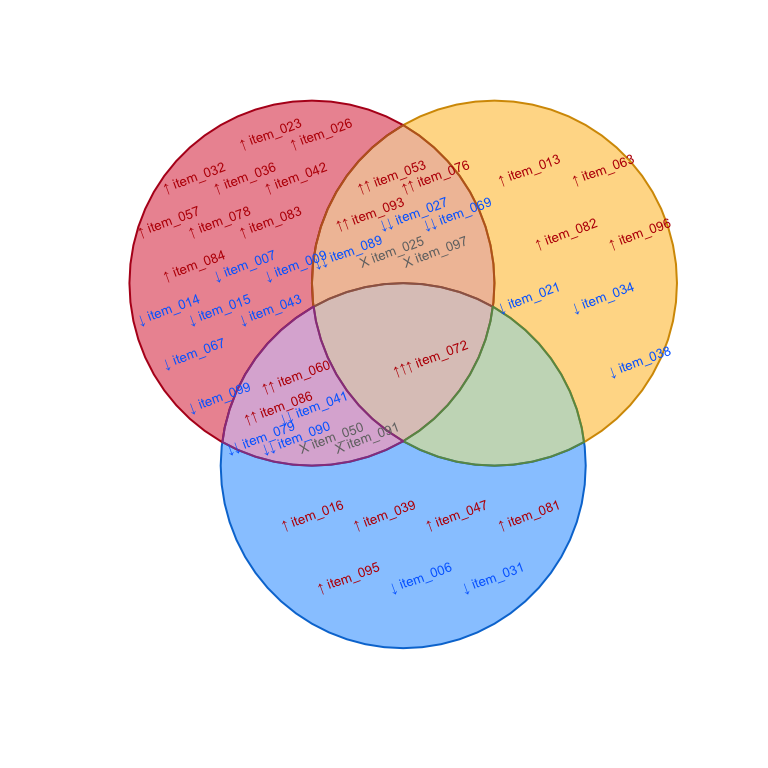 ↑ item_023
↑ item_026
↑ item_032
↑ item_036
↑ item_042
↑ item_057
↑ item_078
↑ item_083
↑ item_084
↓ item_007
↓ item_009
↓ item_014
↓ item_015
↓ item_043
↓ item_067
↓ item_099
↑↑ item_053
↑↑ item_076
↑↑ item_093
↓↓ item_027
↓↓ item_069
↓↓ item_089
X item_025
X item_097
↑ item_013
↑ item_063
↑ item_082
↑ item_096
↓ item_021
↓ item_034
↓ item_038
↑↑↑ item_072
↑↑ item_060
↑↑ item_086
↓↓ item_041
↓↓ item_079
↓↓ item_090
X item_050
X item_091
↑ item_016
↑ item_039
↑ item_047
↑ item_081
↑ item_095
↓ item_006
↓ item_031